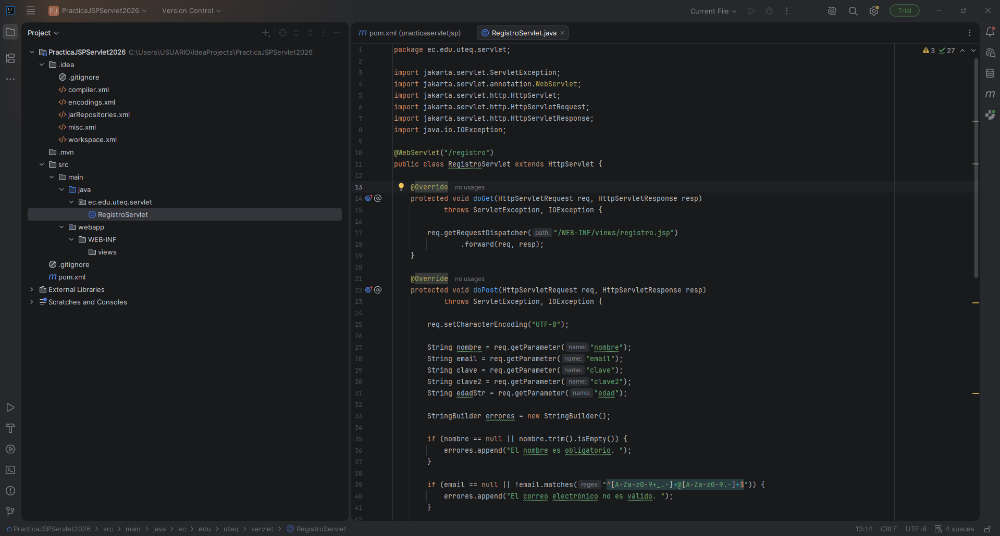 PJ PracticaJSPServlet2026 Version Control Current File Trial
Project
PracticaJSPServlet2026 C:\Users\USUARIO\IdeaProjects\PracticaJSPServlet2026
.idea
.gitignore
compiler.xml
encodings.xml
jarRepositories.xml
misc.xml
workspace.xml
.mvn
src
main
java
ec.edu.uteq.servlet
RegistroServlet
webapp
WEB-INF
views
.gitignore
pom.xml
External Libraries
Scratches and Consoles
pom.xml (practicaservletjsp) RegistroServlet.java
3 27
1 package ec.edu.uteq.servlet;
2
3 import jakarta.servlet.ServletException;
4 import jakarta.servlet.annotation.WebServlet;
5 import jakarta.servlet.http.HttpServlet;
6 import jakarta.servlet.http.HttpServletRequest;
7 import jakarta.servlet.http.HttpServletResponse;
8 import java.io.IOException;
9
10 @WebServlet("/registro")
11 public class RegistroServlet extends HttpServlet {
12
13 @Override no usages
14 protected void doGet(HttpServletRequest req, HttpServletResponse resp)
15 throws ServletException, IOException {
16
17 req.getRequestDispatcher( path: "/WEB-INF/views/registro.jsp")
18 .forward(req, resp);
19 }
20
21 @Override no usages
22 protected void doPost(HttpServletRequest req, HttpServletResponse resp)
23 throws ServletException, IOException {
24
25 req.setCharacterEncoding("UTF-8");
26
27 String nombre = req.getParameter( name: "nombre");
28 String email = req.getParameter( name: "email");
29 String clave = req.getParameter( name: "clave");
30 String clave2 = req.getParameter( name: "clave2");
31 String edadStr = req.getParameter( name: "edad");
32
33 StringBuilder errores = new StringBuilder();
34
35 if (nombre == null || nombre.trim().isEmpty()) {
36 errores.append("El nombre es obligatorio. ");
37 }
38
39 if (email == null || !email.matches( regex: "^[A-Za-z0-9+_.-]+@[A-Za-z0-9.-]+$")) {
40 errores.append("El correo electrónico no es válido. ");
41 }
42
PracticaJSPServlet2026 > src > main > java > ec > edu > uteq > servlet > RegistroServlet 13:14 CRLF UTF-8 4 spaces